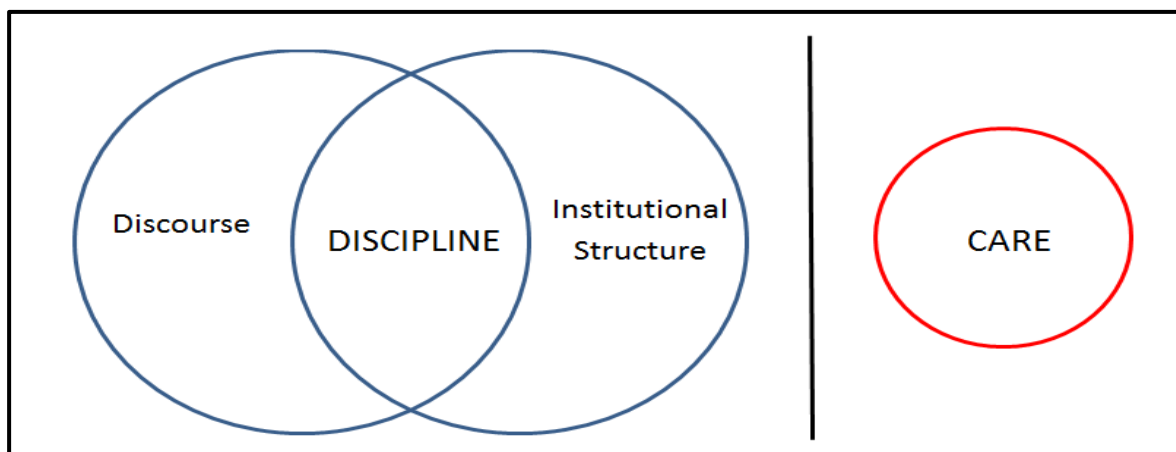 Discourse
DISCIPLINE
Institutional
Structure
CARE